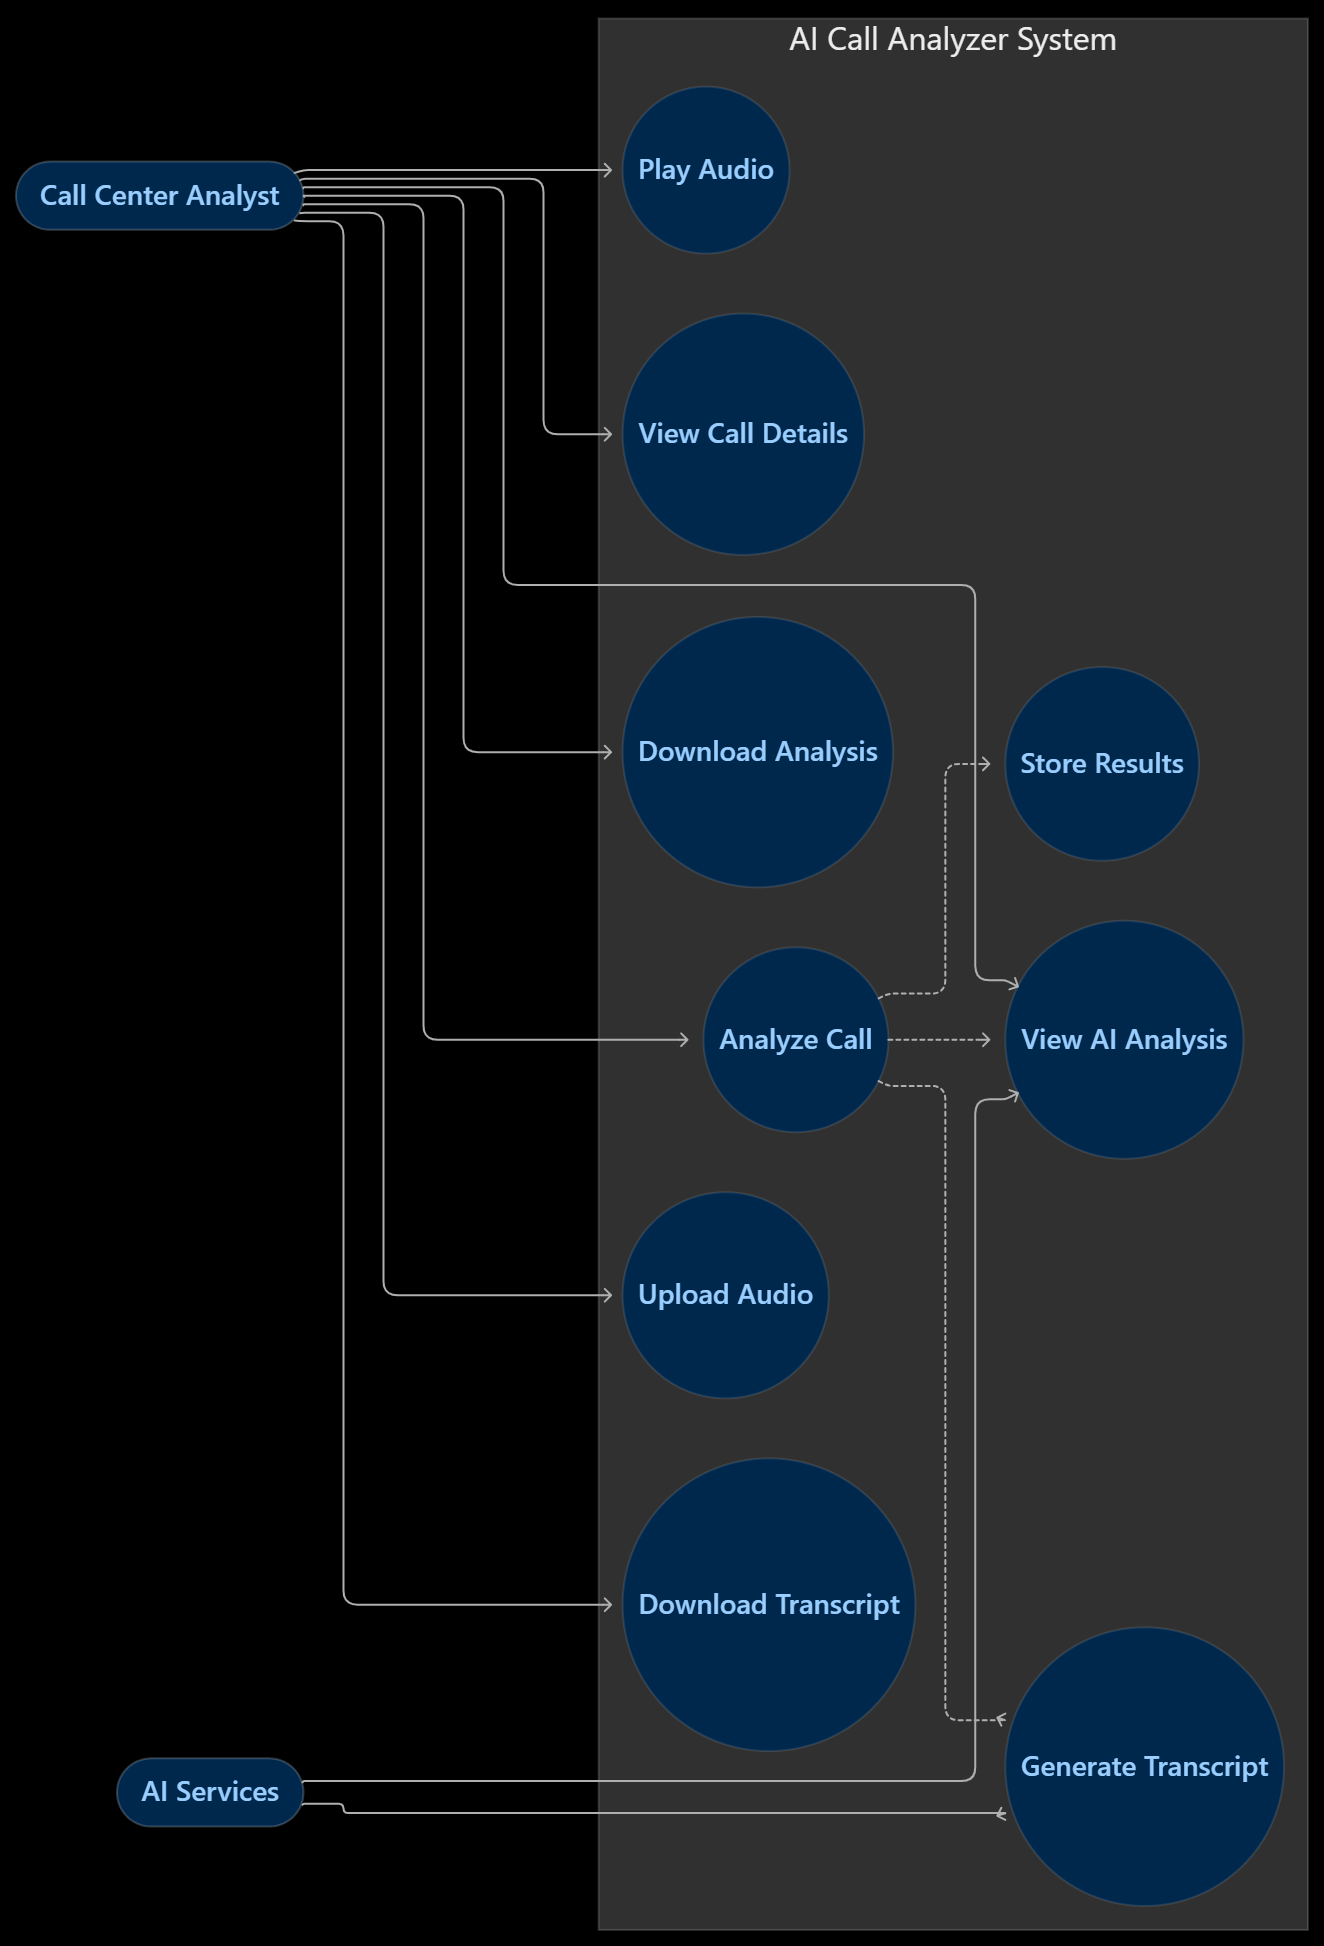 AI Call Analyzer System
Call Center Analyst
Play Audio
View Call Details
Download Analysis
Store Results
Analyze Call
View AI Analysis
Upload Audio
Download Transcript
AI Services
Generate Transcript